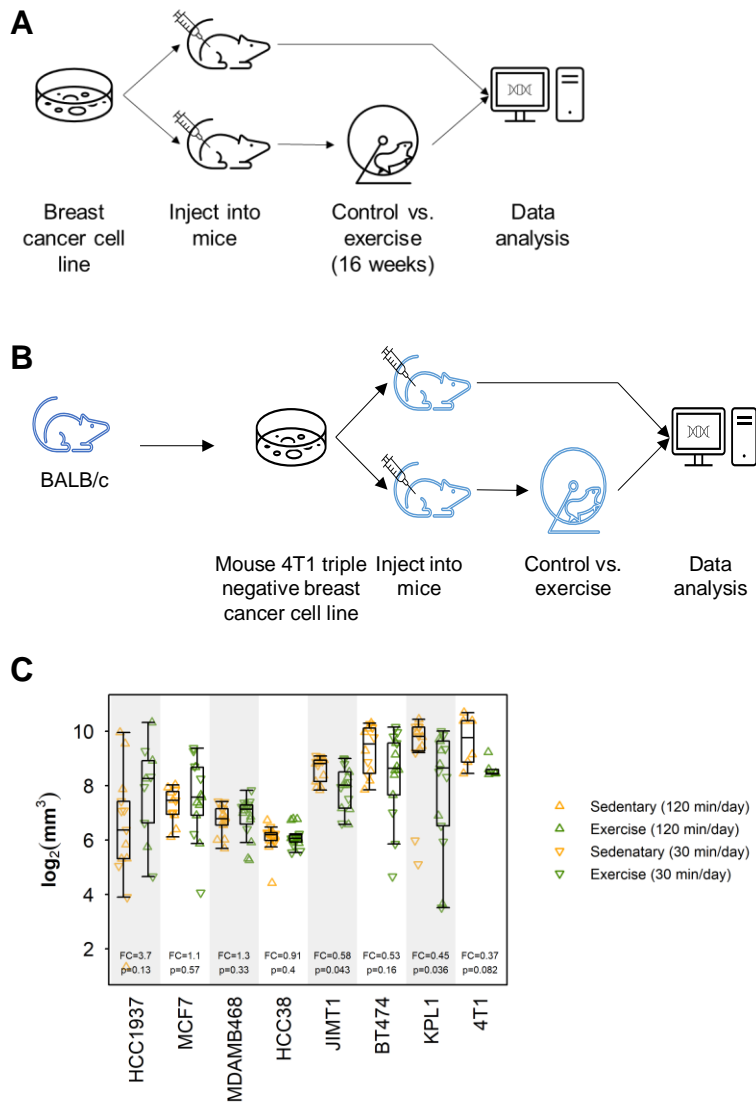 A
Breast
cancer cell
line
Inject into
mice
Control vs.
exercise
(16 weeks)
Data
analysis
B
BALB/c
Mouse 4T1 triple
negative breast
cancer cell line
Inject into
mice
Control vs.
exercise
Data
analysis
C
log2(mm³)
10
8
6
4
2
FC=3.7
p=0.13
FC=1.1
p=0.57
FC=1.3
p=0.33
FC=0.91
p=0.4
FC=0.58
p=0.043
FC=0.53
p=0.16
FC=0.45
p=0.036
FC=0.37
p=0.082
HCC1937
MCF7
MDAMB468
HCC38
JIMT1
BT474
KPL1
4T1
Sedentary (120 min/day)
Exercise (120 min/day)
Sedenatary (30 min/day)
Exercise (30 min/day)